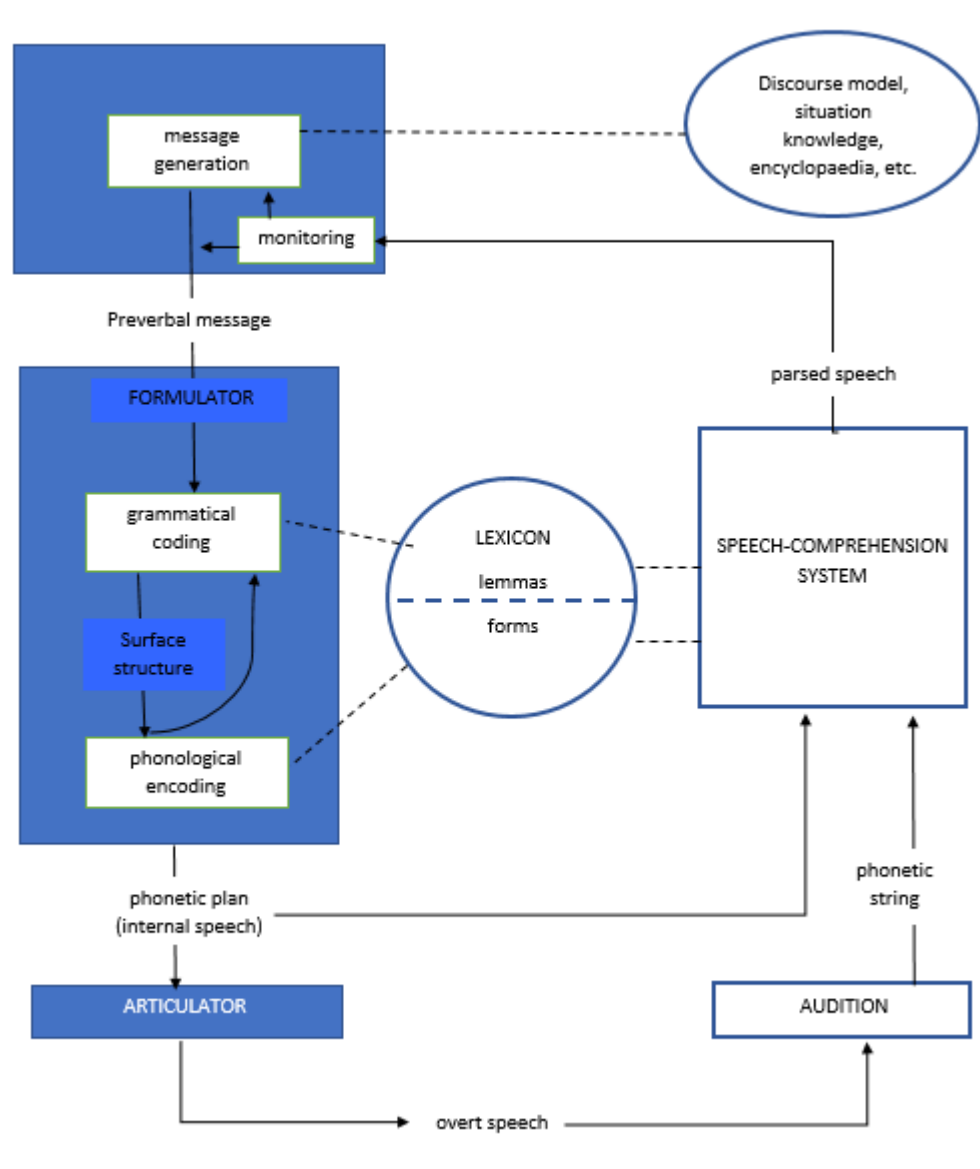 message
generation
Discourse model,
situation
knowledge,
encyclopaedia, etc.
monitoring
Preverbal message
parsed speech
FORMULATOR
grammatical
coding
LEXICON
lemmas
forms
SPEECH-COMPREHENSION
SYSTEM
Surface
structure
phonological
encoding
phonetic plan
(internal speech)
phonetic
string
ARTICULATOR
AUDITION
overt speech